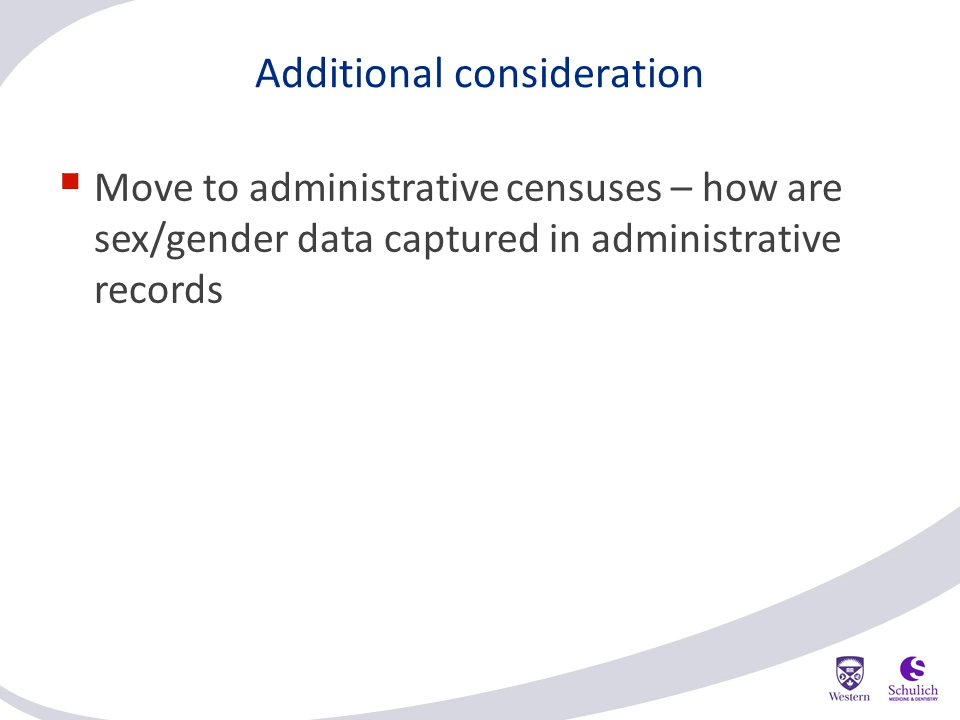 Additional consideration
Move to administrative censuses – how are
sex/gender data captured in administrative
records
Western
Schulich
MEDICINE & DENTISTRY